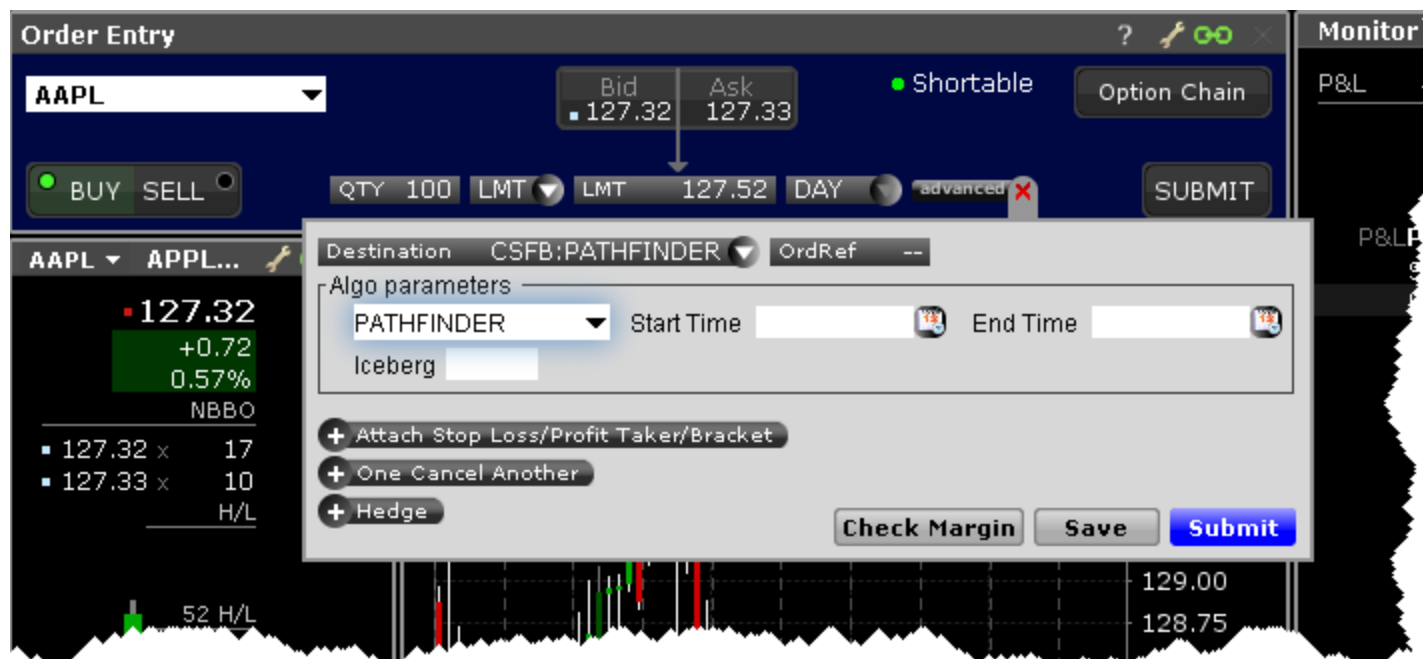 Order Entry ?
Monitor
AAPL
Bid Ask
127.32 127.33
Shortable
Option Chain
P&L
BUY SELL
QTY 100 LMT LMT 127.52 DAY advanced
SUBMIT
P&L
AAPL APPL...
Destination CSFB:PATHFINDER OrdRef --
Algo parameters
PATHFINDER Start Time End Time
Iceberg
127.32
+0.72
0.57%
NBBO
127.32 x 17
127.33 x 10
H/L
52 H/L
+ Attach Stop Loss/Profit Taker/Bracket
+ One Cancel Another
+ Hedge
Check Margin Save Submit
129.00
128.75